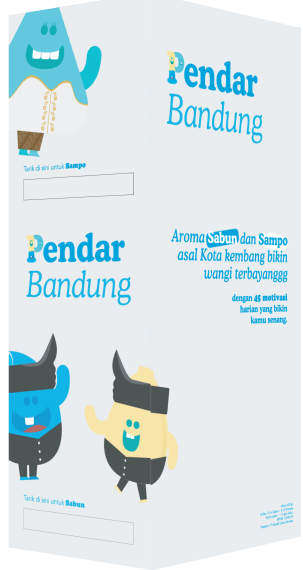 Pendar
Bandung
Tarik di sini untuk Sampo
Pendar
Bandung
Aroma Sabun dan Sampo
asal Kota kembang bikin
wangi terbayanggg
dengan 45 motivasi
harian yang bikin
kamu senang.
Tarik di sini untuk Sabun